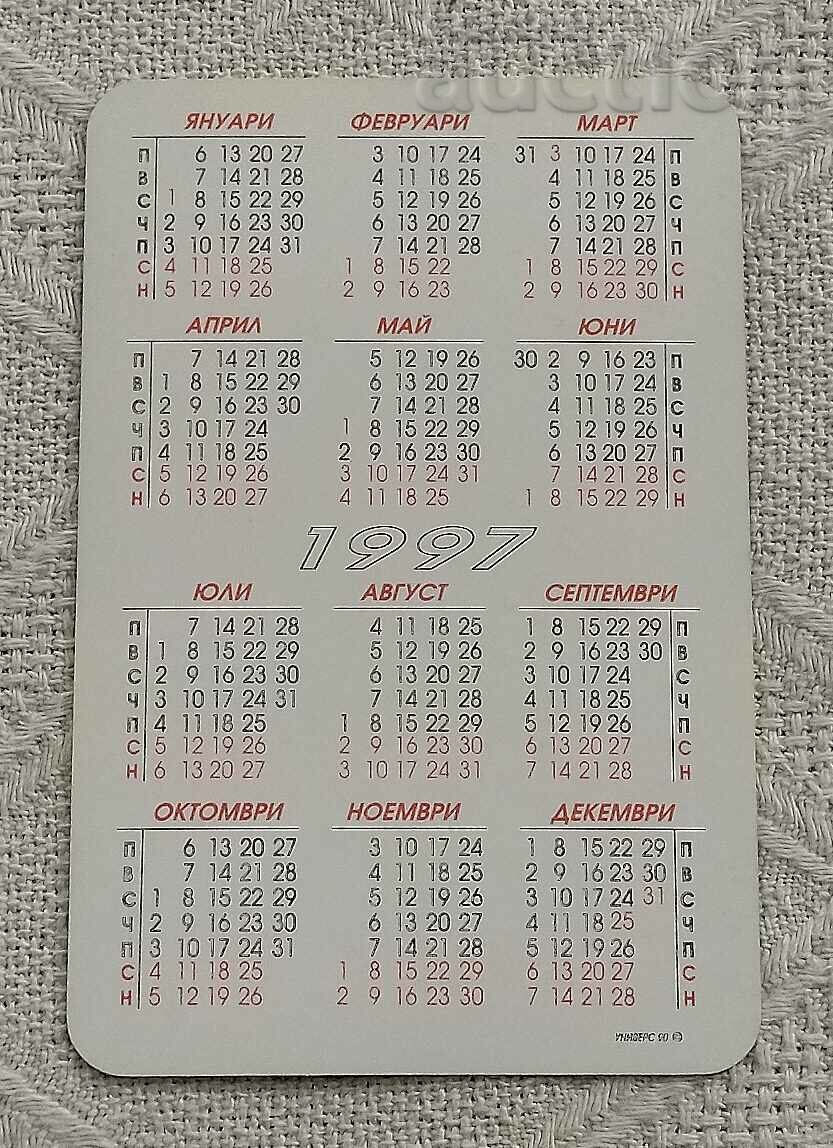 auctic
ЯНУАРИ ФЕВРУАРИ МАРТ
П 6 13 20 27 3 10 17 24 31 3 10 17 24 П
В 7 14 21 28 4 11 18 25 4 11 18 25 В
С 1 8 15 22 29 5 12 19 26 5 12 19 26 С
Ч 2 9 16 23 30 6 13 20 27 6 13 20 27 Ч
П 3 10 17 24 31 7 14 21 28 7 14 21 28 П
С 4 11 18 25 1 8 15 22 1 8 15 22 29 С
Н 5 12 19 26 2 9 16 23 2 9 16 23 30 Н
АПРИЛ МАЙ ЮНИ
П 7 14 21 28 5 12 19 26 30 2 9 16 23 П
В 1 8 15 22 29 6 13 20 27 3 10 17 24 В
С 2 9 16 23 30 7 14 21 28 4 11 18 25 С
Ч 3 10 17 24 1 8 15 22 29 5 12 19 26 Ч
П 4 11 18 25 2 9 16 23 30 6 13 20 27 П
С 5 12 19 26 3 10 17 24 31 7 14 21 28 С
Н 6 13 20 27 4 11 18 25 1 8 15 22 29 Н
1997
ЮЛИ АВГУСТ СЕПТЕМВРИ
П 7 14 21 28 4 11 18 25 1 8 15 22 29 П
В 1 8 15 22 29 5 12 19 26 2 9 16 23 30 В
С 2 9 16 23 30 6 13 20 27 3 10 17 24 С
Ч 3 10 17 24 31 7 14 21 28 4 11 18 25 Ч
П 4 11 18 25 1 8 15 22 29 5 12 19 26 П
С 5 12 19 26 2 9 16 23 30 6 13 20 27 С
Н 6 13 20 27 3 10 17 24 31 7 14 21 28 Н
ОКТОМВРИ НОЕМВРИ ДЕКЕМВРИ
П 6 13 20 27 3 10 17 24 1 8 15 22 29 П
В 7 14 21 28 4 11 18 25 2 9 16 23 30 В
С 1 8 15 22 29 5 12 19 26 3 10 17 24 31 С
Ч 2 9 16 23 30 6 13 20 27 4 11 18 25 Ч
П 3 10 17 24 31 7 14 21 28 5 12 19 26 П
С 4 11 18 25 1 8 15 22 29 6 13 20 27 С
Н 5 12 19 26 2 9 16 23 30 7 14 21 28 Н
УНИВЕРС 90